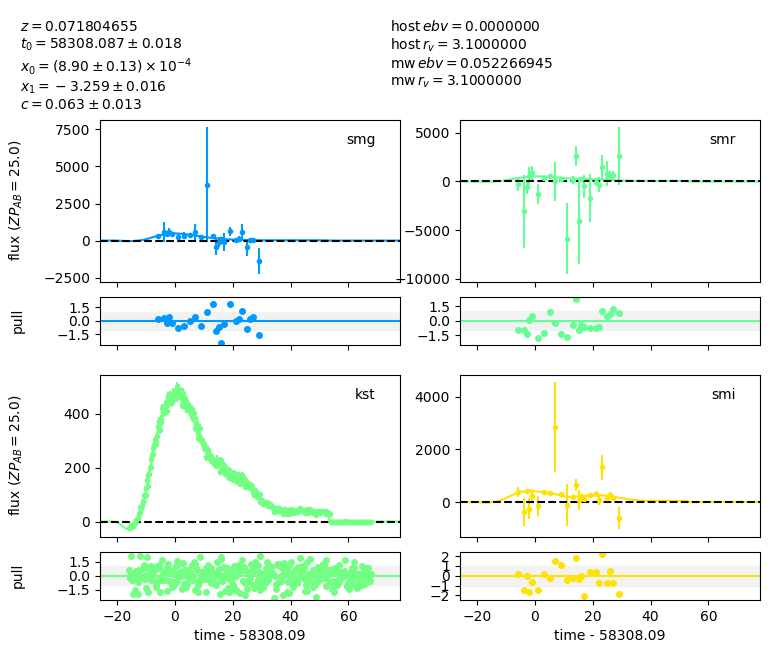 z = 0.071804655
t₀ = 58308.087 ± 0.018
x₀ = (8.90 ± 0.13) × 10⁻⁴
x₁ = −3.259 ± 0.016
c = 0.063 ± 0.013
host ebv = 0.0000000
host r_v = 3.1000000
mw ebv = 0.052266945
mw r_v = 3.1000000
flux (ZP_AB = 25.0)
7500
5000
2500
0
−2500
smg
5000
0
−5000
−10000
smr
pull
1.5
0.0
−1.5
1.5
0.0
−1.5
flux (ZP_AB = 25.0)
400
200
0
kst
4000
2000
0
smi
pull
1.5
0.0
−1.5
2
1
0
−1
−2
−20 0 20 40 60
−20 0 20 40 60
time - 58308.09
time - 58308.09